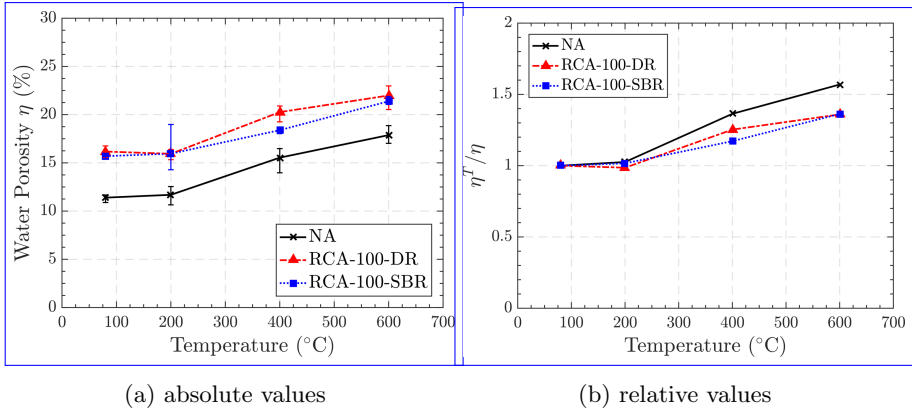 30
25
20
15
10
5
0
0 100 200 300 400 500 600 700
Water Porosity η (%)
Temperature (°C)
NA
RCA-100-DR
RCA-100-SBR
(a) absolute values
2
1.5
1
0.5
0
0 100 200 300 400 500 600 700
η^T/η
Temperature (°C)
NA
RCA-100-DR
RCA-100-SBR
(b) relative values